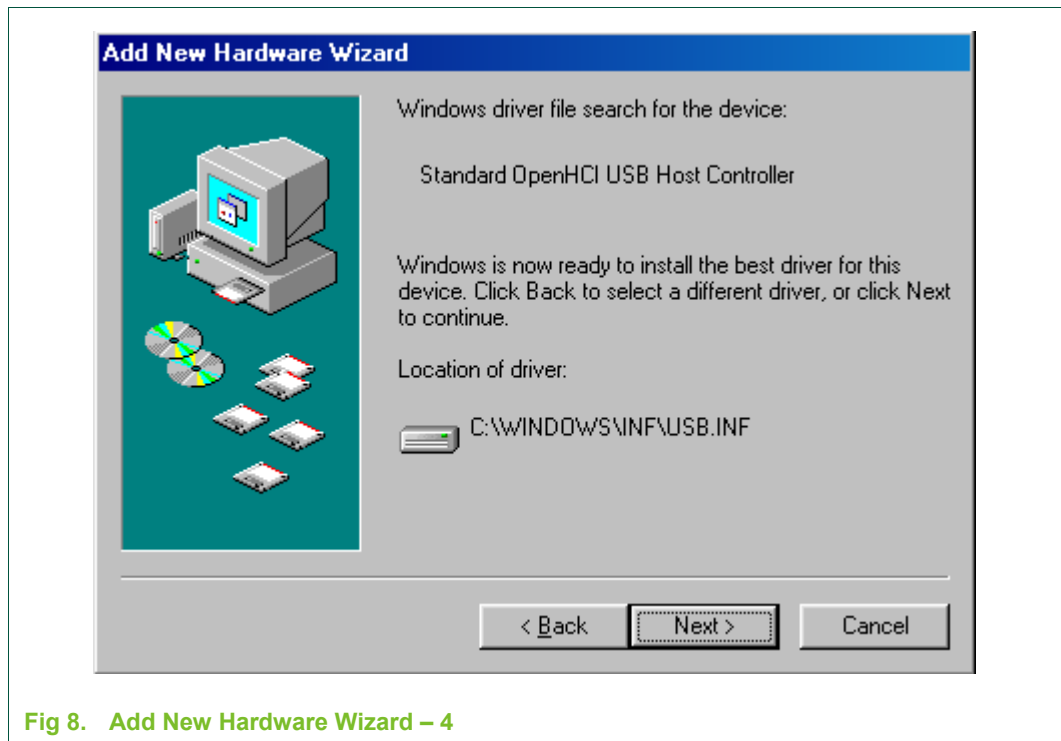 Add New Hardware Wizard
Windows driver file search for the device:
Standard OpenHCI USB Host Controller
Windows is now ready to install the best driver for this
device. Click Back to select a different driver, or click Next
to continue.
Location of driver:
C:\WINDOWS\INF\USB.INF
< Back
Next >
Cancel
Fig 8. Add New Hardware Wizard – 4